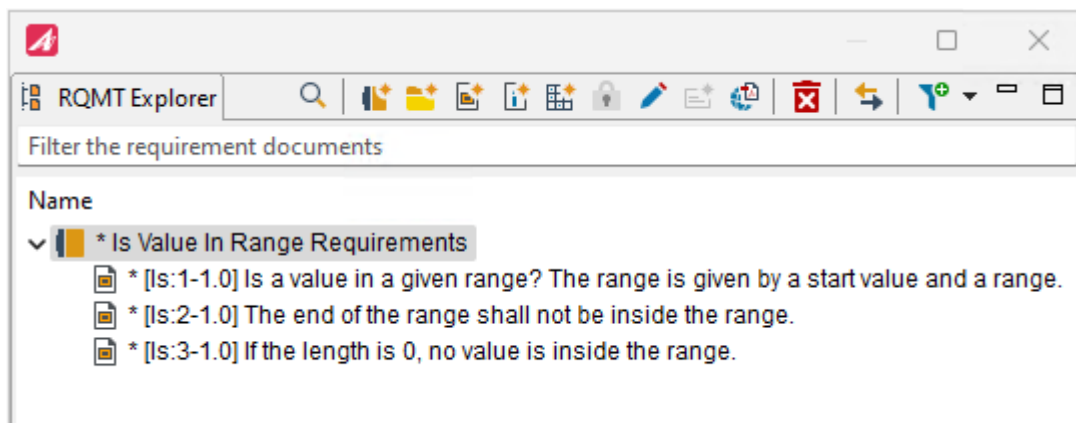 RQMT Explorer
Filter the requirement documents
Name
* Is Value In Range Requirements
* [Is:1-1.0] Is a value in a given range? The range is given by a start value and a range.
* [Is:2-1.0] The end of the range shall not be inside the range.
* [Is:3-1.0] If the length is 0, no value is inside the range.